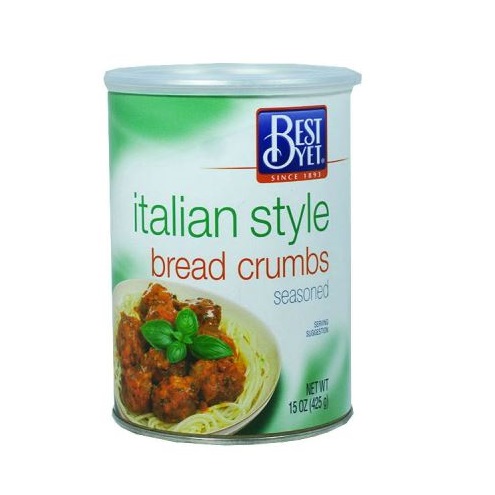 BEST
YET®
SINCE 1893
italian style
bread crumbs
seasoned
SERVING
SUGGESTION
NET WT
15 OZ (425 g)